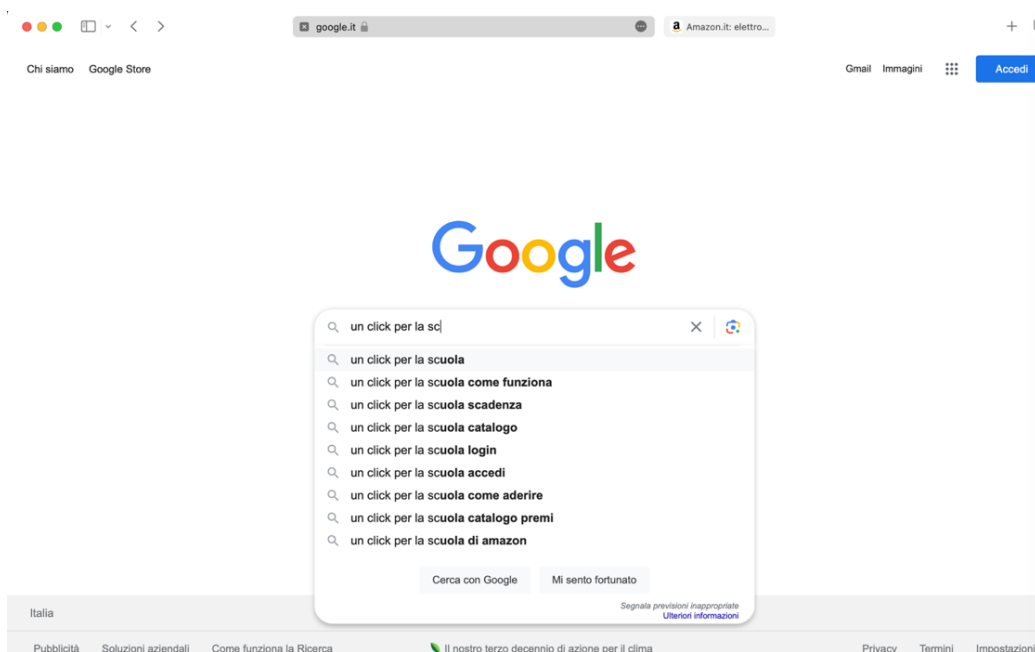 google.it
Amazon.it: elettro...
Chi siamo Google Store
Gmail Immagini
Accedi
Google
un click per la sc
un click per la scuola
un click per la scuola come funziona
un click per la scuola scadenza
un click per la scuola catalogo
un click per la scuola login
un click per la scuola accedi
un click per la scuola come aderire
un click per la scuola catalogo premi
un click per la scuola di amazon
Cerca con Google Mi sento fortunato
Segnala previsioni inappropriate
Ulteriori informazioni
Italia
Pubblicità Soluzioni aziendali Come funziona la Ricerca Il nostro terzo decennio di azione per il clima Privacy Termini Impostazion